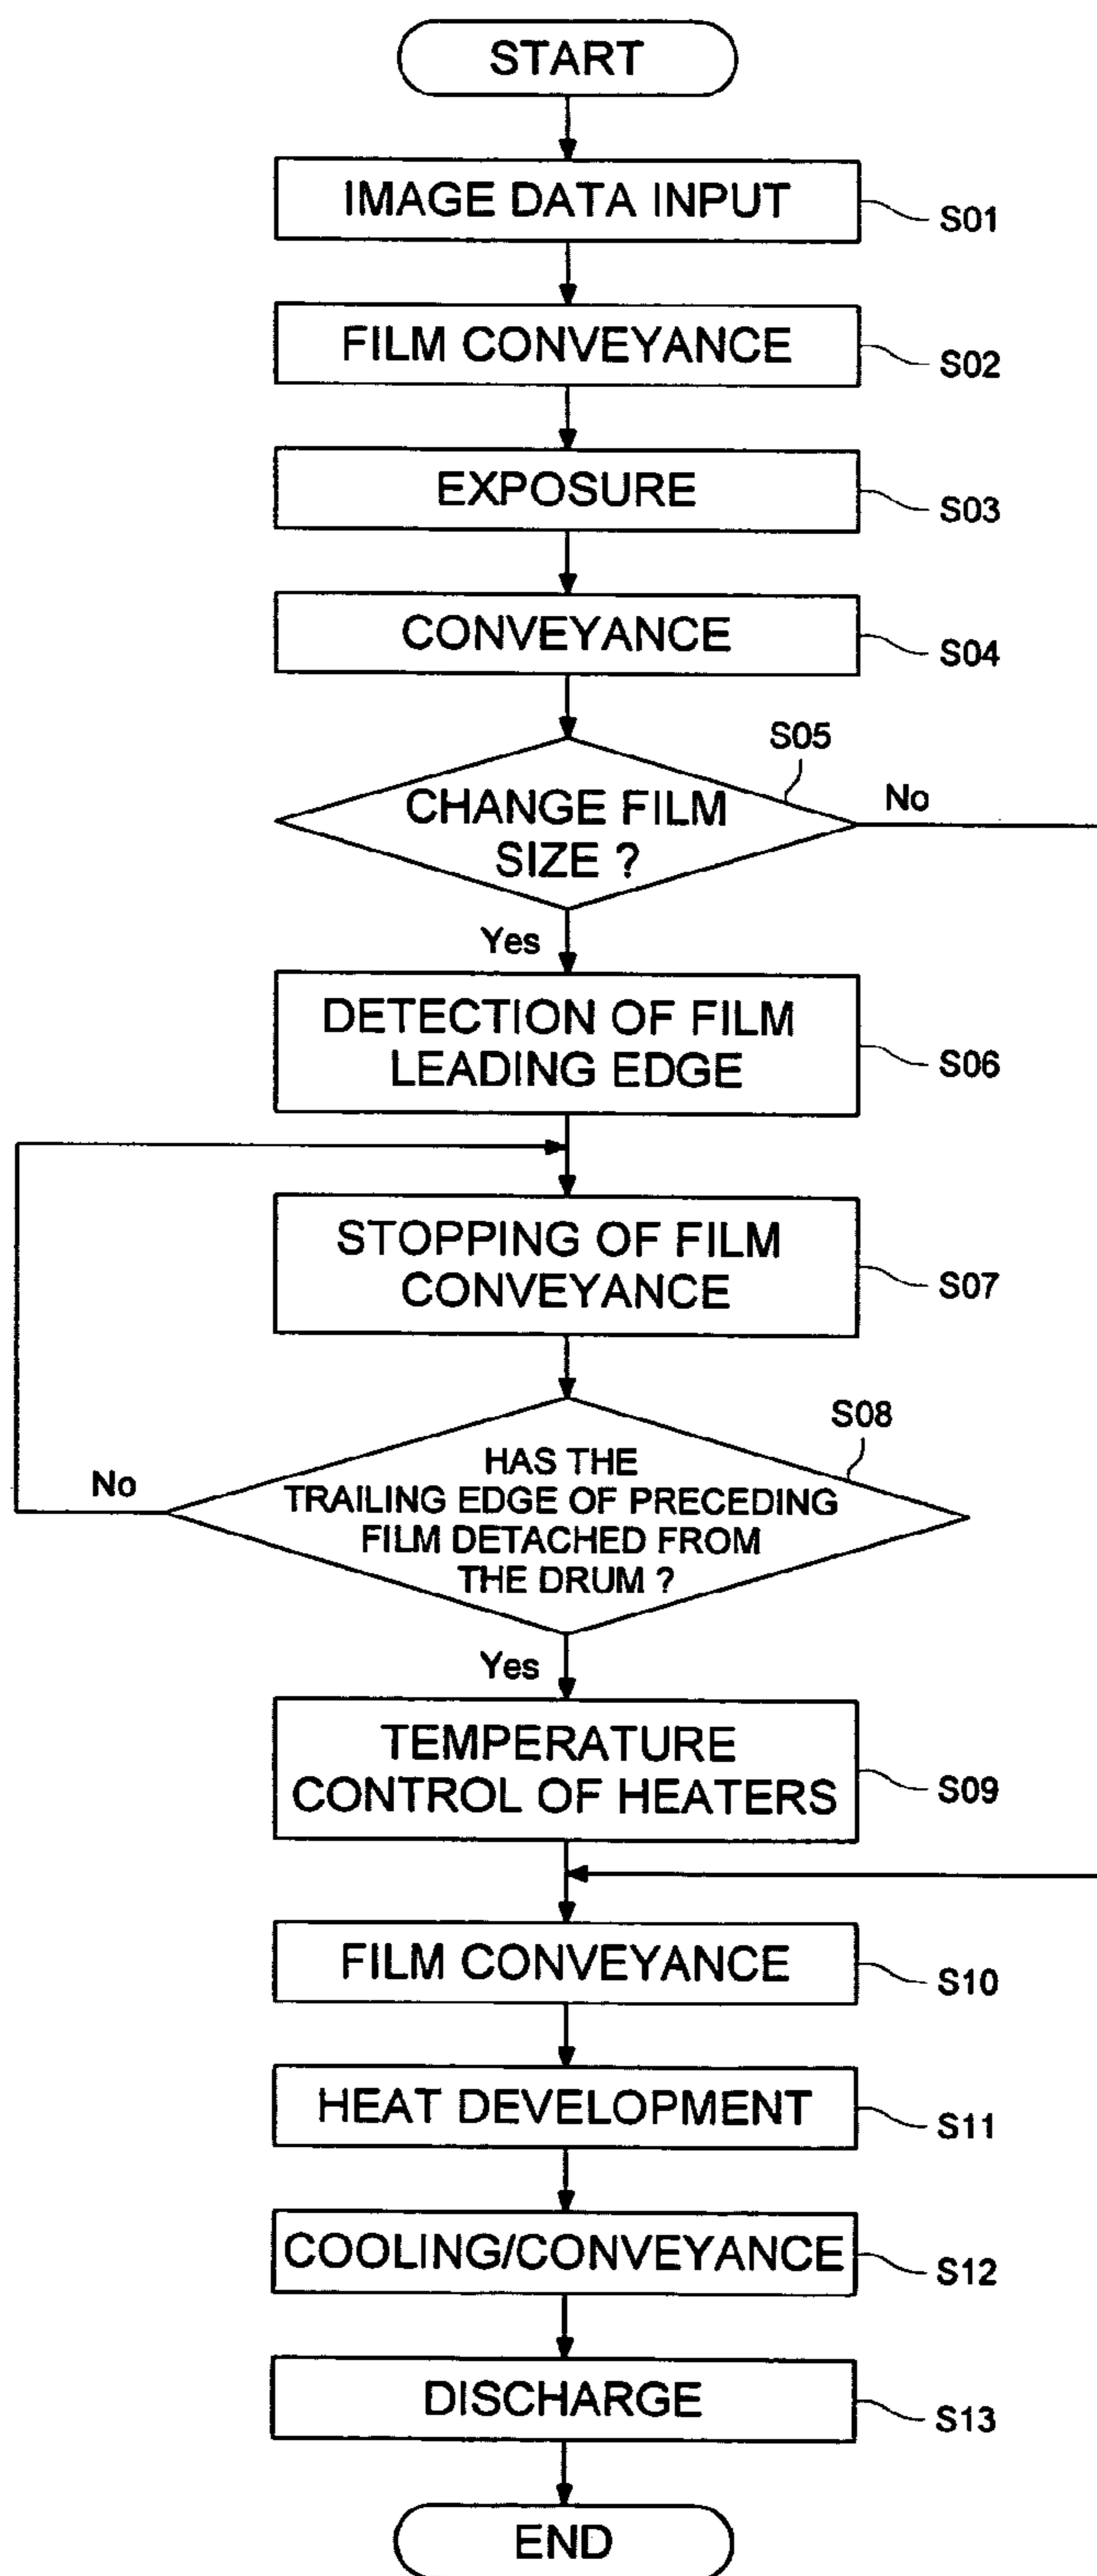 START
IMAGE DATA INPUT
S01
FILM CONVEYANCE
S02
EXPOSURE
S03
CONVEYANCE
S04
S05
CHANGE FILM
SIZE ?
No
Yes
DETECTION OF FILM
LEADING EDGE
S06
STOPPING OF FILM
CONVEYANCE
S07
S08
HAS THE
TRAILING EDGE OF PRECEDING
FILM DETACHED FROM
THE DRUM ?
No
Yes
TEMPERATURE
CONTROL OF HEATERS
S09
FILM CONVEYANCE
S10
HEAT DEVELOPMENT
S11
COOLING/CONVEYANCE
S12
DISCHARGE
S13
END